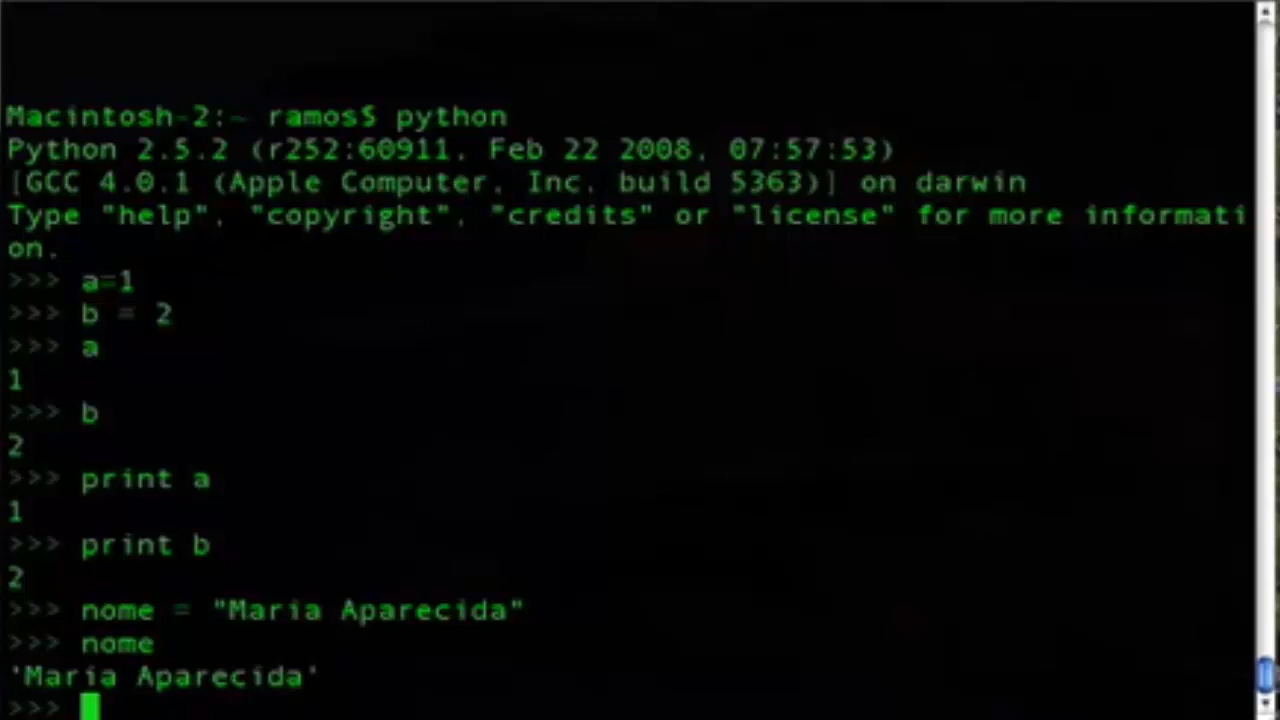 Macintosh-2:~ ramos$ python
Python 2.5.2 (r252:60911, Feb 22 2008, 07:57:53)
[GCC 4.0.1 (Apple Computer, Inc. build 5363)] on darwin
Type "help", "copyright", "credits" or "license" for more informati
on.
>>> a=1
>>> b = 2
>>> a
1
>>> b
2
>>> print a
1
>>> print b
2
>>> nome = "Maria Aparecida"
>>> nome
'Maria Aparecida'
>>>